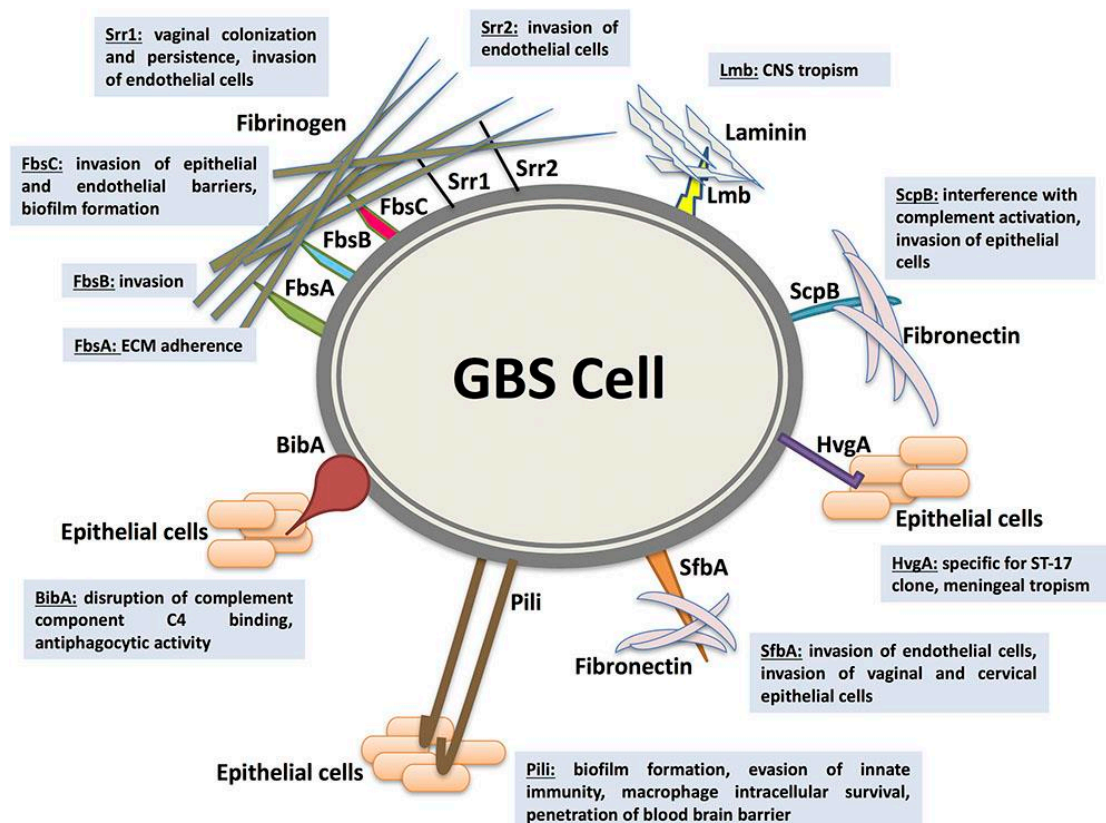 Srr1: vaginal colonization
and persistence, invasion
of endothelial cells
Srr2: invasion of
endothelial cells
Lmb: CNS tropism
Fibrinogen
Laminin
FbsC: invasion of epithelial
and endothelial barriers,
biofilm formation
Srr1
Srr2
Lmb
ScpB: interference with
complement activation,
invasion of epithelial
cells
FbsC
FbsB
FbsA
FbsB: invasion
FbsA: ECM adherence
ScpB
Fibronectin
GBS Cell
BibA
HvgA
Epithelial cells
Epithelial cells
HvgA: specific for ST-17
clone, meningeal tropism
BibA: disruption of complement
component C4 binding,
antiphagocytic activity
Pili
SfbA
Fibronectin
SfbA: invasion of endothelial cells,
invasion of vaginal and cervical
epithelial cells
Epithelial cells
Pili: biofilm formation, evasion of innate
immunity, macrophage intracellular survival,
penetration of blood brain barrier